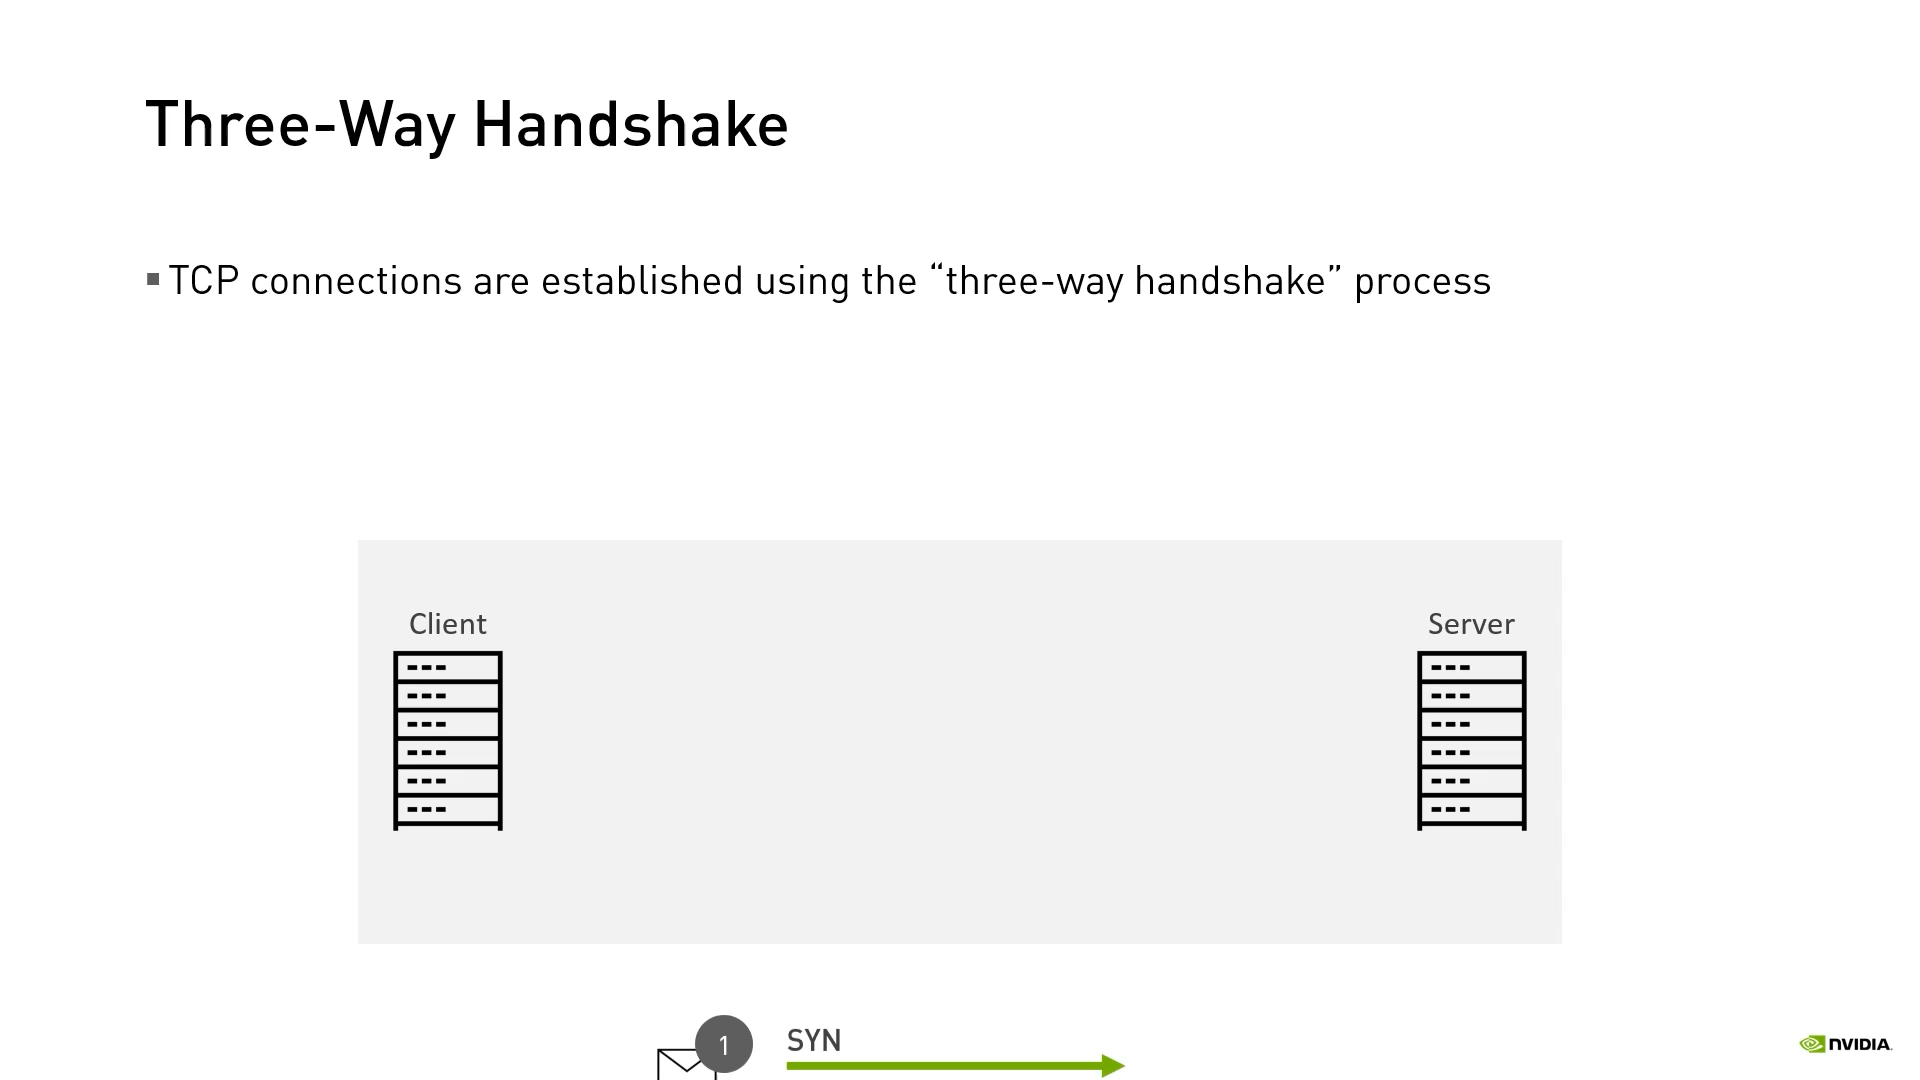 Three-Way Handshake
▪ TCP connections are established using the “three-way handshake” process
Client
Server
1
SYN
NVIDIA.